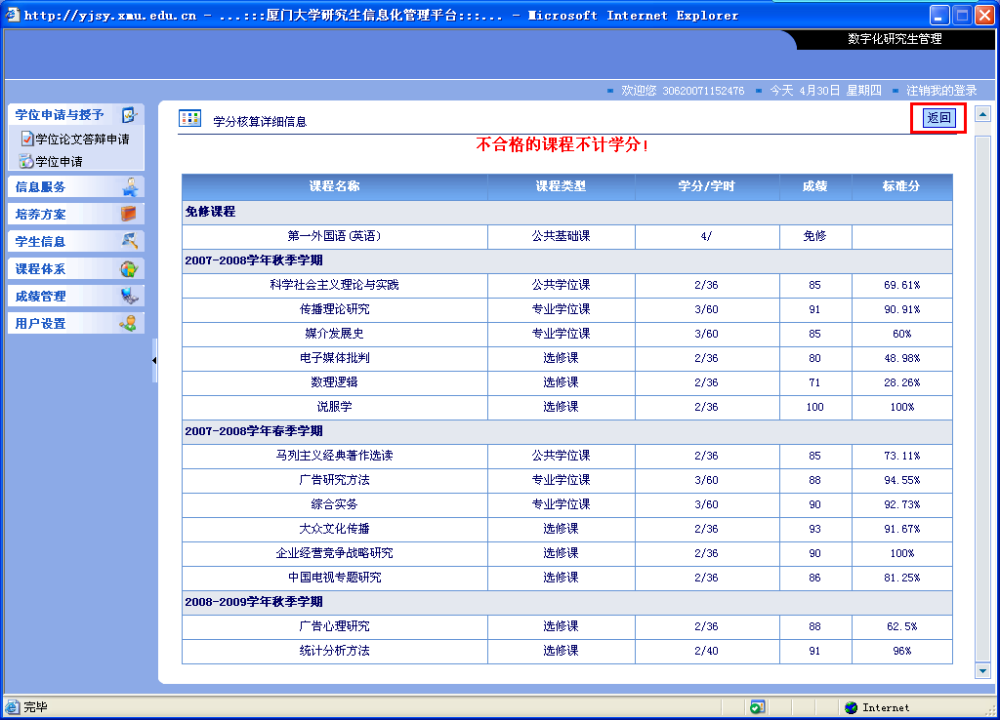 http://yjsy.xmu.edu.cn - ...:::厦门大学研究生信息化管理平台:::... - Microsoft Internet Explorer
数字化研究生管理
欢迎您 30620071152476 今天 4月30日 星期四 注销我的登录
学位申请与授予
学位论文答辩申请
学位申请
信息服务
培养方案
学生信息
课程体系
成绩管理
用户设置
学分核算详细信息 返回
不合格的课程不计学分!
课程名称 课程类型 学分/学时 成绩 标准分
免修课程
第一外国语(英语) 公共基础课 4/ 免修
2007-2008学年秋季学期
科学社会主义理论与实践 公共学位课 2/36 85 69.61%
传播理论研究 专业学位课 3/60 91 90.91%
媒介发展史 专业学位课 3/60 85 60%
电子媒体批判 选修课 2/36 80 48.98%
数理逻辑 选修课 2/36 71 28.26%
说服学 选修课 2/36 100 100%
2007-2008学年春季学期
马列主义经典著作选读 公共学位课 2/36 85 73.11%
广告研究方法 专业学位课 3/60 88 94.55%
综合实务 专业学位课 3/60 90 92.73%
大众文化传播 选修课 2/36 93 91.67%
企业经营竞争战略研究 选修课 2/36 90 100%
中国电视专题研究 选修课 2/36 86 81.25%
2008-2009学年秋季学期
广告心理研究 选修课 2/36 88 62.5%
统计分析方法 选修课 2/40 91 96%
完毕 Internet